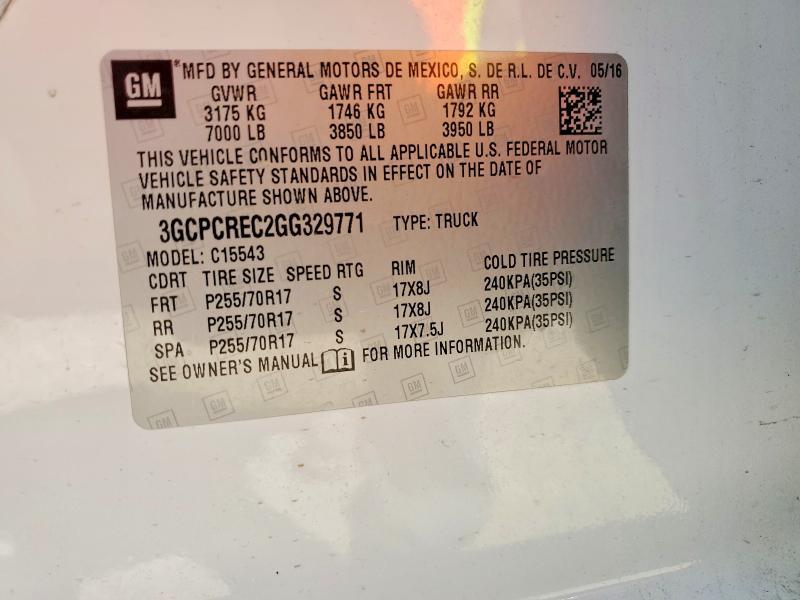 GM
*MFD BY GENERAL MOTORS DE MEXICO, S. DE R.L. DE C.V. 05/16
GVWR GAWR FRT GAWR RR
3175 KG 1746 KG 1792 KG
7000 LB 3850 LB 3950 LB
THIS VEHICLE CONFORMS TO ALL APPLICABLE U.S. FEDERAL MOTOR
VEHICLE SAFETY STANDARDS IN EFFECT ON THE DATE OF
MANUFACTURE SHOWN ABOVE.
3GCPCREC2GG329771 TYPE: TRUCK
MODEL: C15543
CDRT TIRE SIZE SPEED RTG RIM COLD TIRE PRESSURE
FRT P255/70R17 S 17X8J 240KPA(35PSI)
RR P255/70R17 S 17X8J 240KPA(35PSI)
SPA P255/70R17 S 17X7.5J 240KPA(35PSI)
SEE OWNER'S MANUAL i FOR MORE INFORMATION.